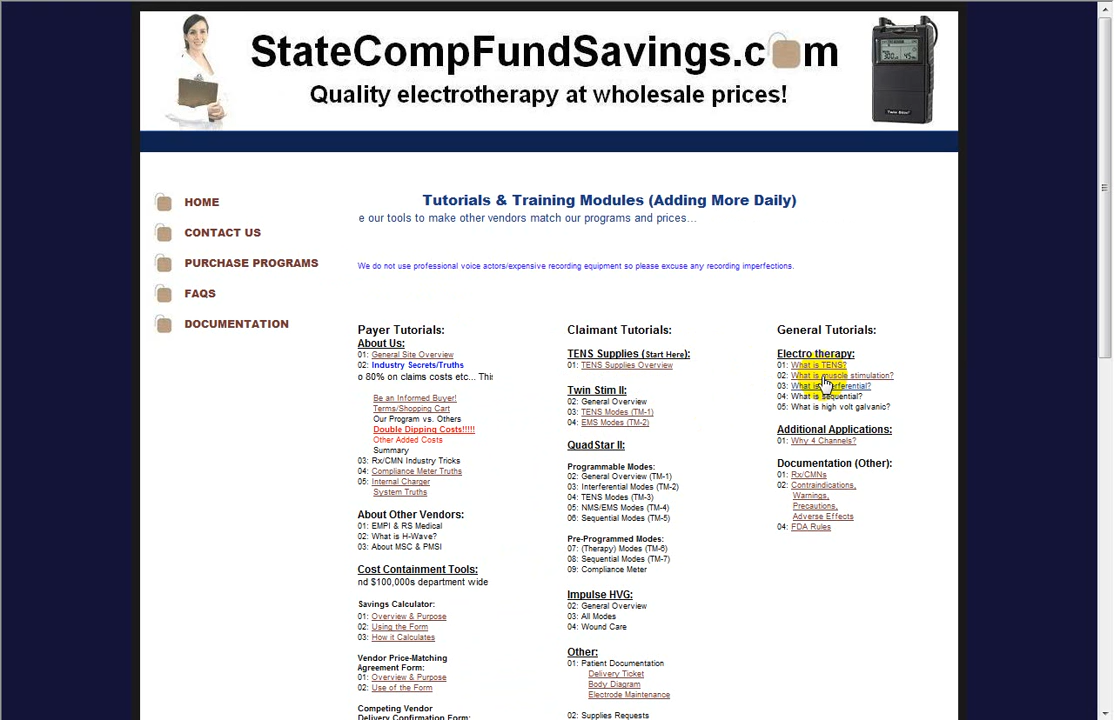 StateCompFundSavings.com
Quality electrotherapy at wholesale prices!
HOME
CONTACT US
PURCHASE PROGRAMS
FAQS
DOCUMENTATION
Tutorials & Training Modules (Adding More Daily)
e our tools to make other vendors match our programs and prices…
We do not use professional voice actors/expensive recording equipment so please excuse any recording imperfections.
Payer Tutorials:
About Us:
01: General Site Overview
02: Industry Secrets/Truths
o 80% on claims costs etc... This
Be an Informed Buyer!
Terms/Shopping Cart
Our Program vs. Others
Double Dipping Costs!!!!!
Other Added Costs
Summary
03: Rx/CMN Industry Tricks
04: Compliance Meter Truths
05: Internal Charger
System Truths
About Other Vendors:
01: EMPI & RS Medical
02: What is H-Wave?
03: About MSC & PMSI
Cost Containment Tools:
nd $100,000s department wide
Savings Calculator:
01: Overview & Purpose
02: Using the Form
03: How it Calculates
Vendor Price-Matching
Agreement Form:
01: Overview & Purpose
02: Use of the Form
Competing Vendor
Delivery Confirmation Form:
Claimant Tutorials:
TENS Supplies (Start Here):
01: TENS Supplies Overview
Twin Stim II:
02: General Overview
03: TENS Modes (TM-1)
04: EMS Modes (TM-2)
QuadStar II:
Programmable Modes:
02: General Overview (TM-1)
03: Interferential Modes (TM-2)
04: TENS Modes (TM-3)
05: NMS/EMS Modes (TM-4)
06: Sequential Modes (TM-5)
Pre-Programmed Modes:
07: (Therapy) Modes (TM-6)
08: Sequential Modes (TM-7)
09: Compliance Meter
Impulse HVG:
02: General Overview
03: All Modes
04: Wound Care
Other:
01: Patient Documentation
Delivery Ticket
Body Diagram
Electrode Maintenance
02: Supplies Requests
General Tutorials:
Electro therapy:
01: What is TENS?
02: What is muscle stimulation?
03: What is interferential?
04: What is sequential?
05: What is high volt galvanic?
Additional Applications:
01: Why 4 Channels?
Documentation (Other):
01: Rx/CMNs
02: Contraindications,
Warnings,
Precautions,
Adverse Effects
04: FDA Rules